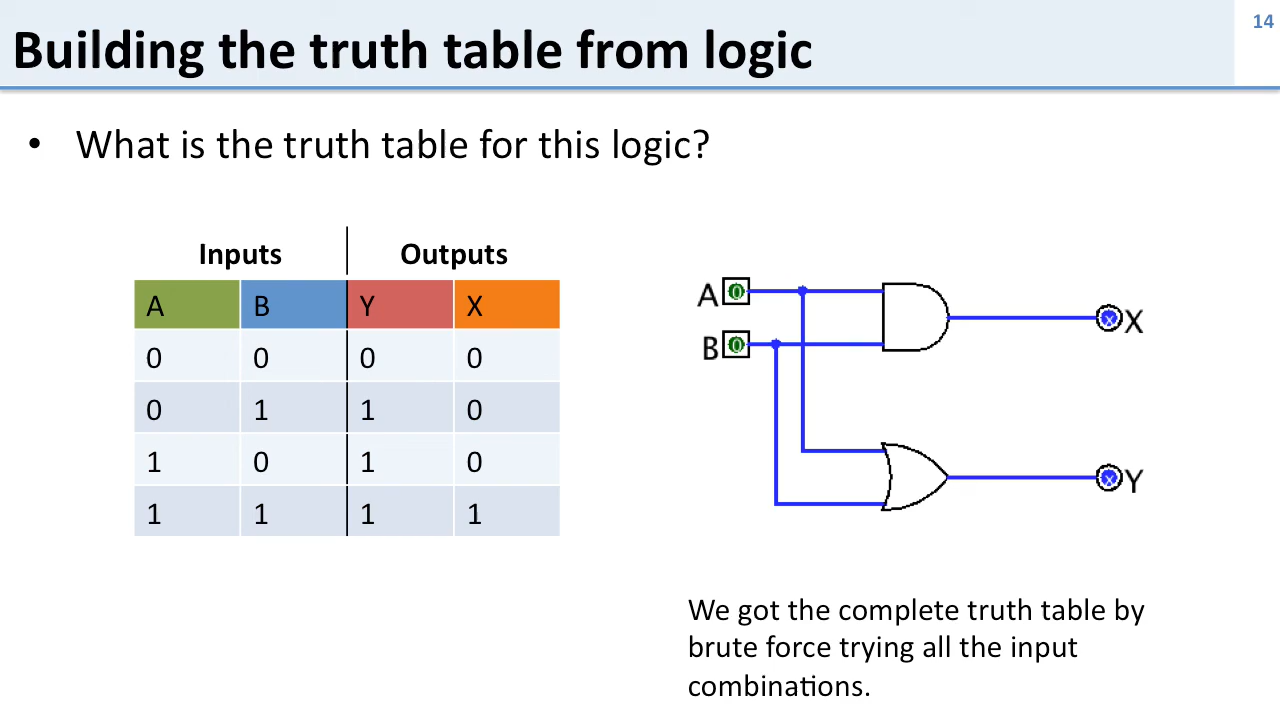 14
Building the truth table from logic
• What is the truth table for this logic?
Inputs Outputs
A B Y X
0 0 0 0
0 1 1 0
1 0 1 0
1 1 1 1
A 0
B 0
x X
x Y
We got the complete truth table by
brute force trying all the input
combinations.